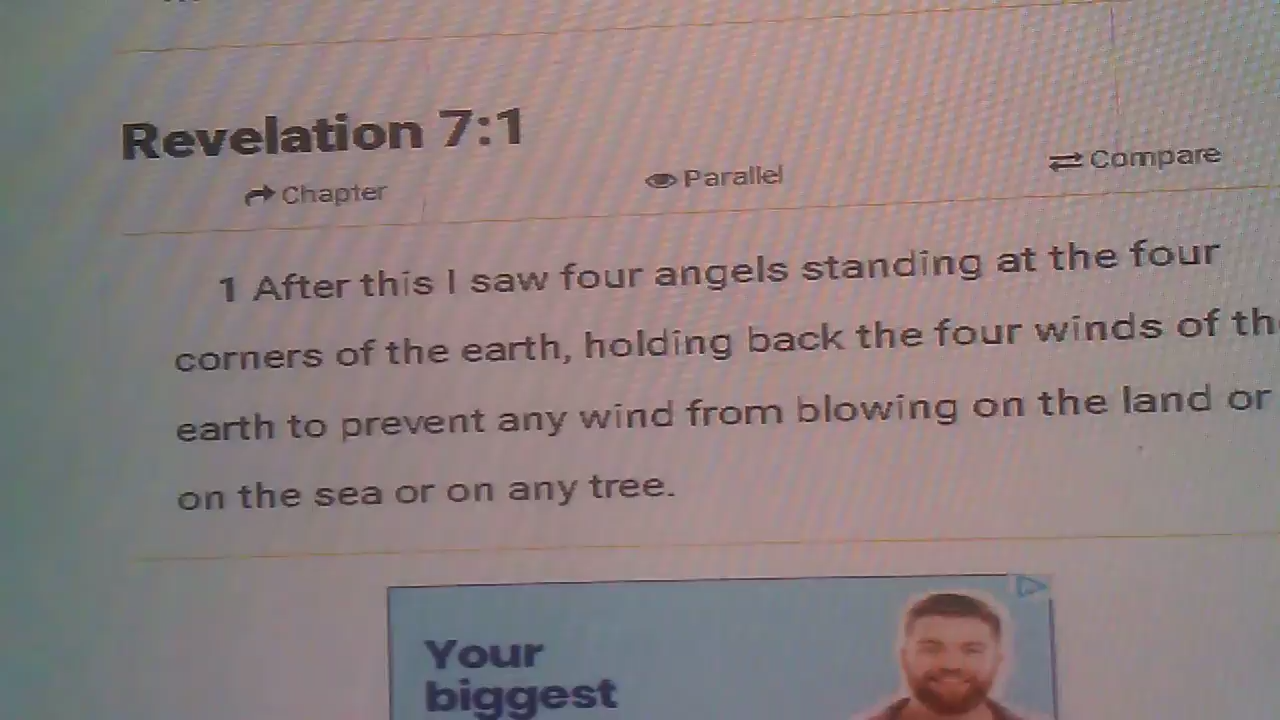 Revelation 7:1
Chapter Parallel Compare
1 After this I saw four angels standing at the four
corners of the earth, holding back the four winds of th
earth to prevent any wind from blowing on the land or
on the sea or on any tree.
Your
biggest